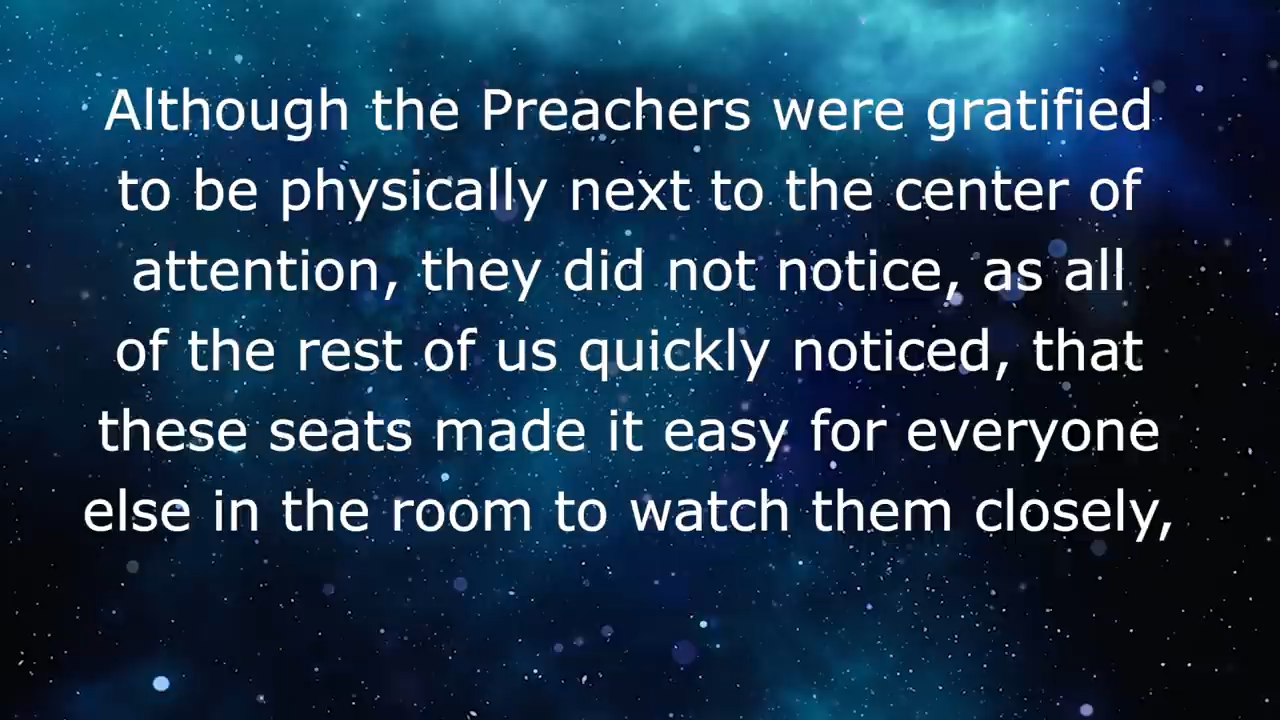 Although the Preachers were gratified
to be physically next to the center of
attention, they did not notice, as all
of the rest of us quickly noticed, that
these seats made it easy for everyone
else in the room to watch them closely,